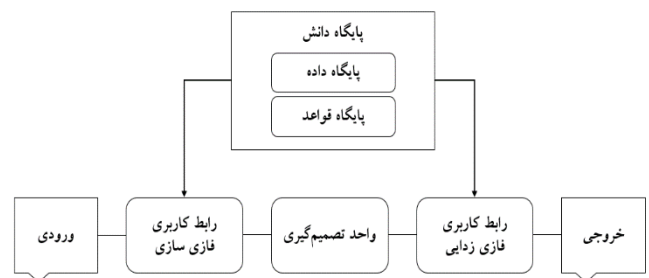 پایگاه دانش
پایگاه داده
پایگاه قواعد
ورودی
رابط کاربری
فازی سازی
واحد تصمیم‌گیری
رابط کاربری
فازی زدایی
خروجی